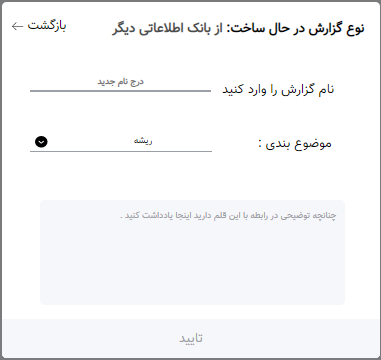 نوع گزارش در حال ساخت: از بانک اطلاعاتی دیگر
بازگشت
نام گزارش را وارد کنید
درج نام جدید
موضوع بندی :
ریشه
چنانچه توضیحی در رابطه با این قلم دارید اینجا یادداشت کنید .
تایید